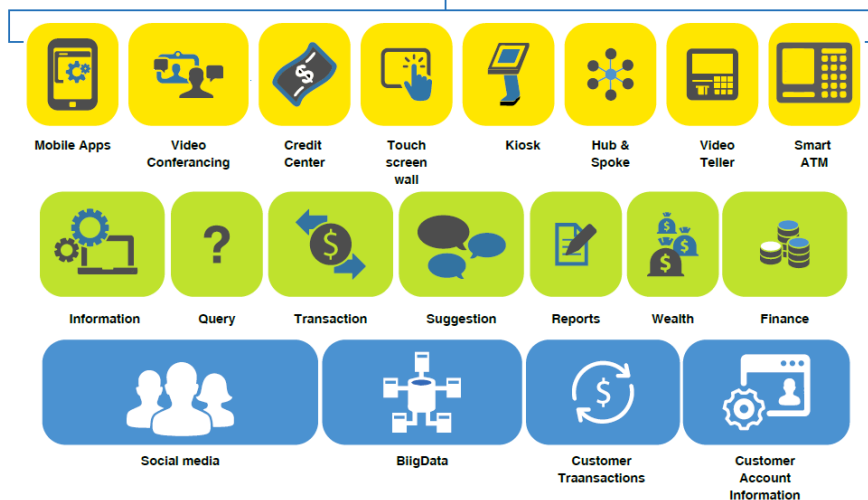 Mobile Apps
Video
Conferancing
Credit
Center
Touch
screen
wall
Kiosk
Hub &
Spoke
Video
Teller
Smart
ATM
?
Information
Query
Transaction
Suggestion
Reports
Wealth
Finance
Social media
BiigData
Customer
Traansactions
Customer
Account
Information